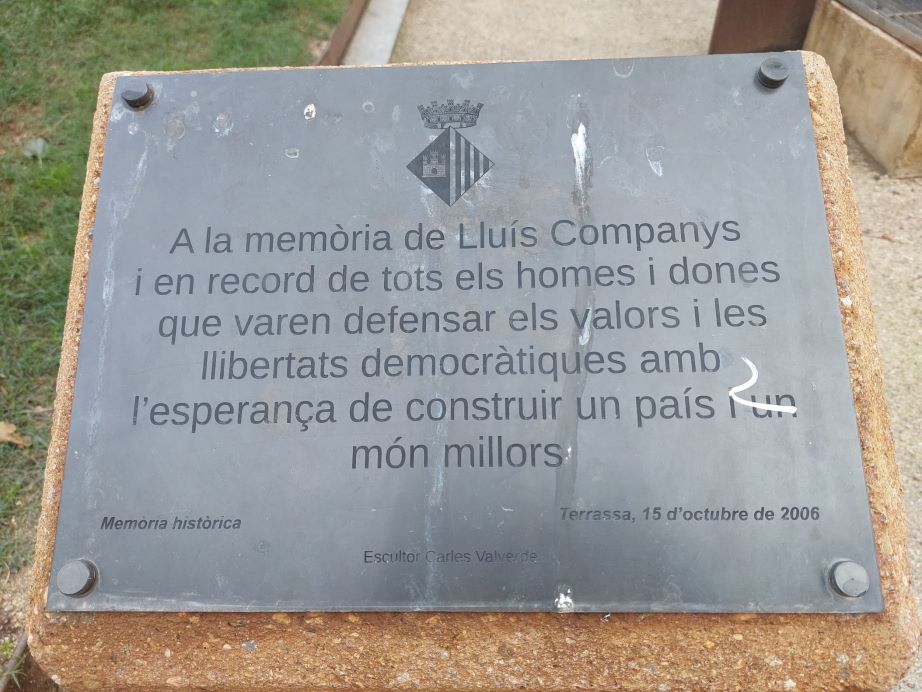 A la memòria de Lluís Companys
i en record de tots els homes i dones
que varen defensar els valors i les
llibertats democràtiques amb
l'esperança de construir un país i un
món millors
Memòria històrica
Terrassa, 15 d'octubre de 2006
Escultor Carles Valverde